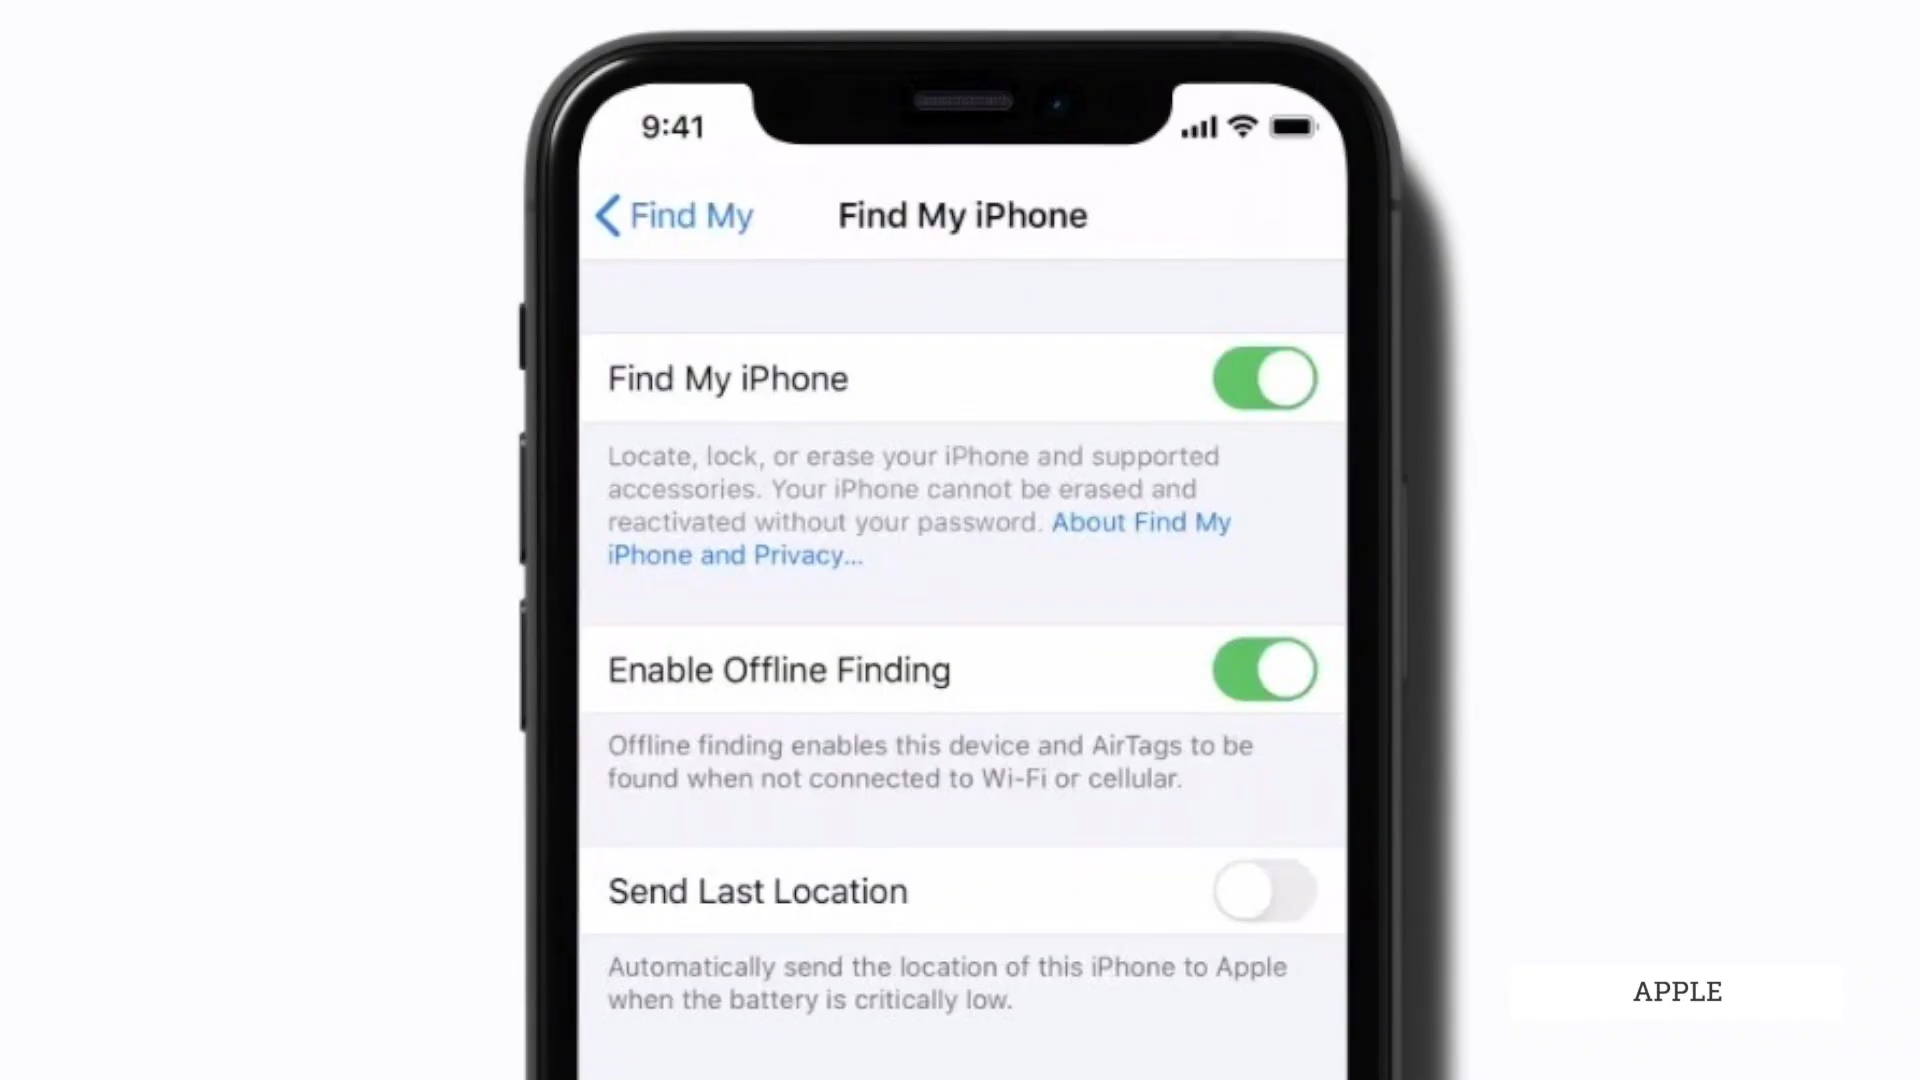 9:41
Find My
Find My iPhone
Find My iPhone
Locate, lock, or erase your iPhone and supported
accessories. Your iPhone cannot be erased and
reactivated without your password. About Find My
iPhone and Privacy...
Enable Offline Finding
Offline finding enables this device and AirTags to be
found when not connected to Wi-Fi or cellular.
Send Last Location
Automatically send the location of this iPhone to Apple
when the battery is critically low.
APPLE